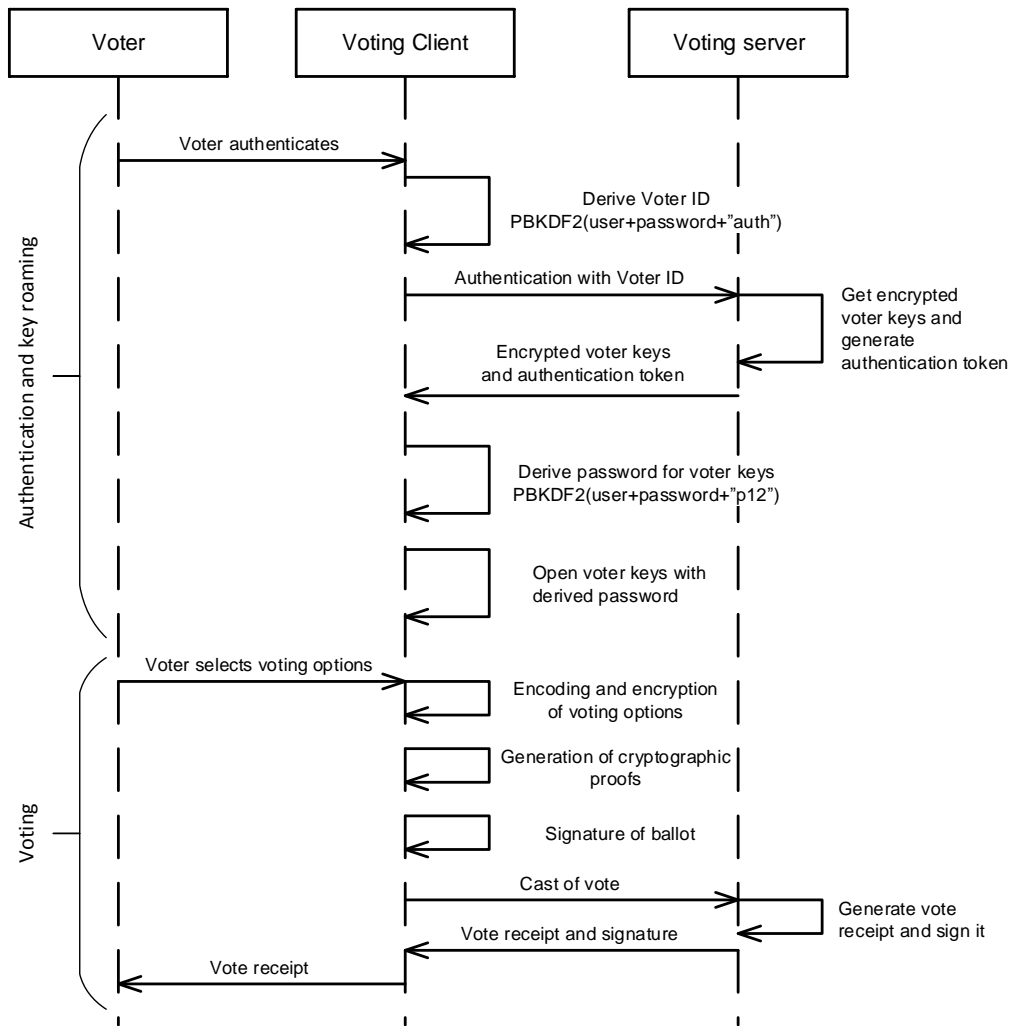 Voter
Voting Client
Voting server
Voter authenticates
Derive Voter ID
PBKDF2(user+password+”auth”)
Authentication with Voter ID
Get encrypted
voter keys and
generate
authentication token
Encrypted voter keys
and authentication token
Derive password for voter keys
PBKDF2(user+password+”p12”)
Open voter keys with
derived password
Authentication and key roaming
Voter selects voting options
Encoding and encryption
of voting options
Generation of cryptographic
proofs
Signature of ballot
Cast of vote
Generate vote
receipt and sign it
Vote receipt and signature
Vote receipt
Voting